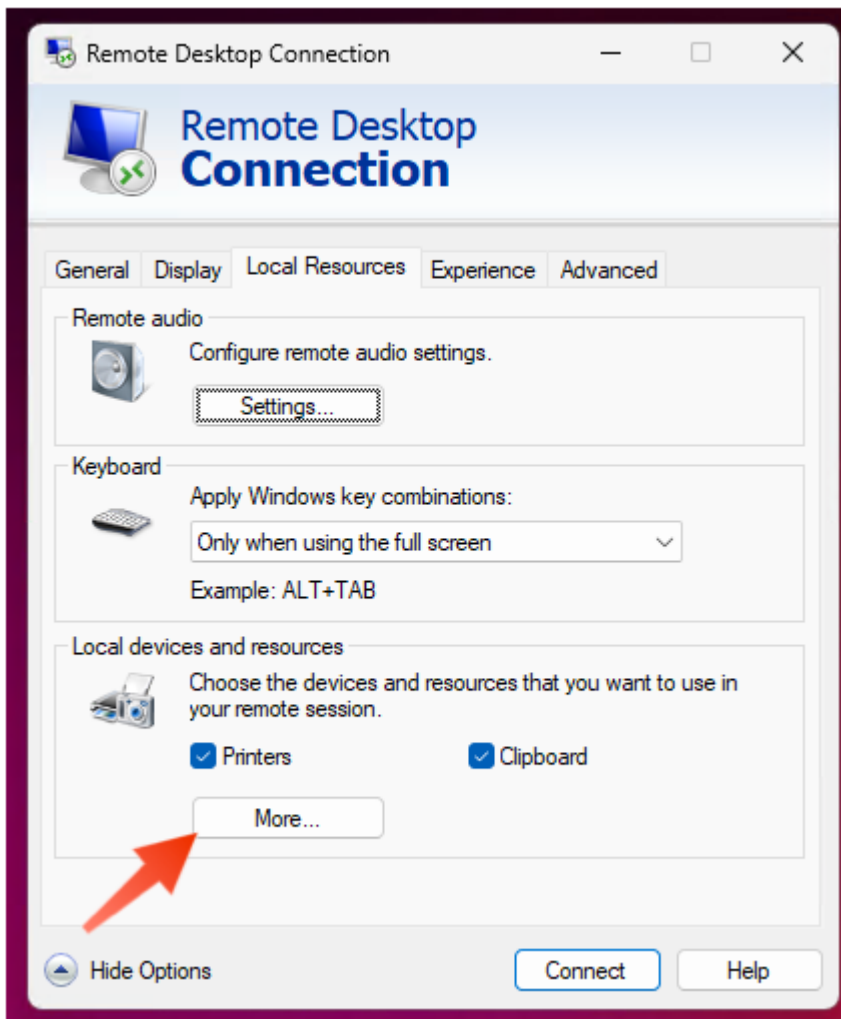 Remote Desktop Connection
Remote Desktop
Connection
General Display Local Resources Experience Advanced
Remote audio
Configure remote audio settings.
Settings...
Keyboard
Apply Windows key combinations:
Only when using the full screen
Example: ALT+TAB
Local devices and resources
Choose the devices and resources that you want to use in
your remote session.
Printers Clipboard
More...
Hide Options Connect Help